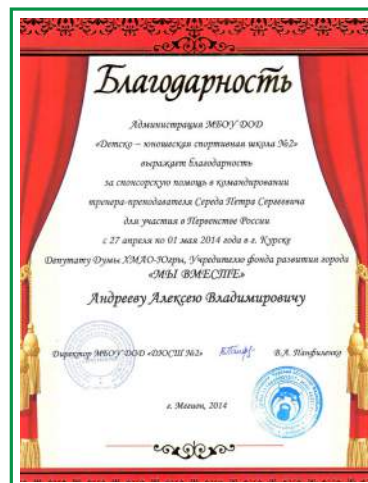 Благодарность
Администрация МБОУ ДОД
«Детско – юношеская спортивная школа №2»
выражает благодарность
за спонсорскую помощь в командировании
тренера-преподавателя Середа Петра Сергеевича
для участия в Первенстве России
с 27 апреля по 01 мая 2014 года в г. Курске
Депутату Думы ХМАО-Югры, Учредителю фонда развития города
«МЫ ВМЕСТЕ»
Андрееву Алексею Владимировичу
Директор МБОУ ДОД «ДЮСШ №2» В.А. Панфиленко
г. Мегион, 2014